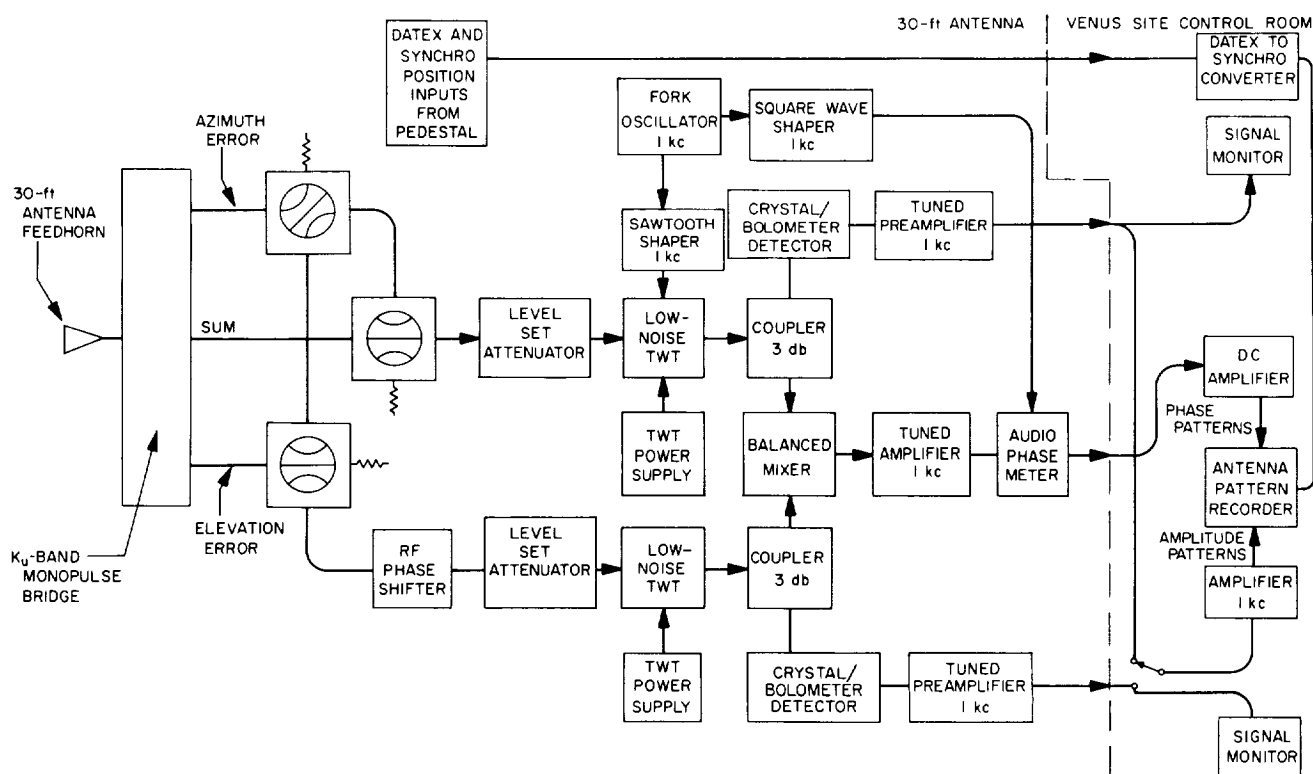 30-ft ANTENNA
VENUS SITE CONTROL ROOM
DATEX AND
SYNCHRO
POSITION
INPUTS
FROM
PEDESTAL
DATEX TO
SYNCHRO
CONVERTER
FORK
OSCILLATOR
1 kc
SQUARE WAVE
SHAPER
1 kc
SIGNAL
MONITOR
AZIMUTH
ERROR
30-ft
ANTENNA
FEEDHORN
SAWTOOTH
SHAPER
1 kc
CRYSTAL/
BOLOMETER
DETECTOR
TUNED
PREAMPLIFIER
1 kc
SUM
LEVEL
SET
ATTENUATOR
LOW-
NOISE
TWT
COUPLER
3 db
DC
AMPLIFIER
PHASE
PATTERNS
TWT
POWER
SUPPLY
BALANCED
MIXER
TUNED
AMPLIFIER
1 kc
AUDIO
PHASE
METER
ANTENNA
PATTERN
RECORDER
ELEVATION
ERROR
AMPLITUDE
PATTERNS
Ku-BAND
MONOPULSE
BRIDGE
RF
PHASE
SHIFTER
LEVEL
SET
ATTENUATOR
LOW-
NOISE
TWT
COUPLER
3 db
AMPLIFIER
1 kc
TWT
POWER
SUPPLY
CRYSTAL/
BOLOMETER
DETECTOR
TUNED
PREAMPLIFIER
1 kc
SIGNAL
MONITOR